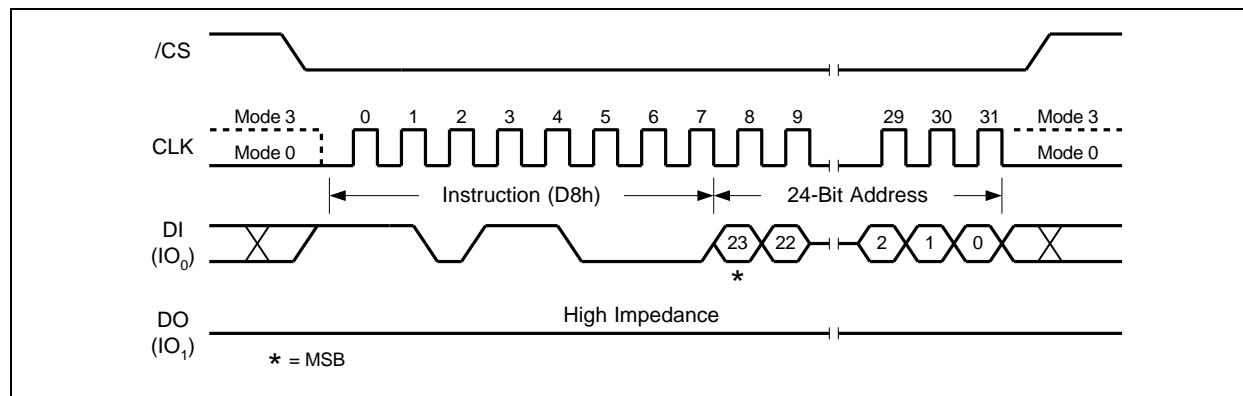 /CS
Mode 3 0 1 2 3 4 5 6 7 8 9 29 30 31 Mode 3
CLK Mode 0 Mode 0
Instruction (D8h) 24-Bit Address
DI
(IO₀)
23 22 2 1 0
*
DO
(IO₁)
High Impedance
* = MSB